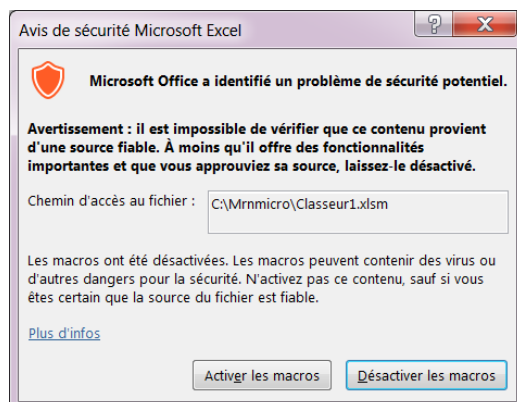 Avis de sécurité Microsoft Excel
?
X
Microsoft Office a identifié un problème de sécurité potentiel.
Avertissement : il est impossible de vérifier que ce contenu provient
d'une source fiable. À moins qu'il offre des fonctionnalités
importantes et que vous approuviez sa source, laissez-le désactivé.
Chemin d'accès au fichier : C:\Mrnmicro\Classeur1.xlsm
Les macros ont été désactivées. Les macros peuvent contenir des virus ou
d'autres dangers pour la sécurité. N'activez pas ce contenu, sauf si vous
êtes certain que la source du fichier est fiable.
Plus d'infos
Activer les macros Désactiver les macros